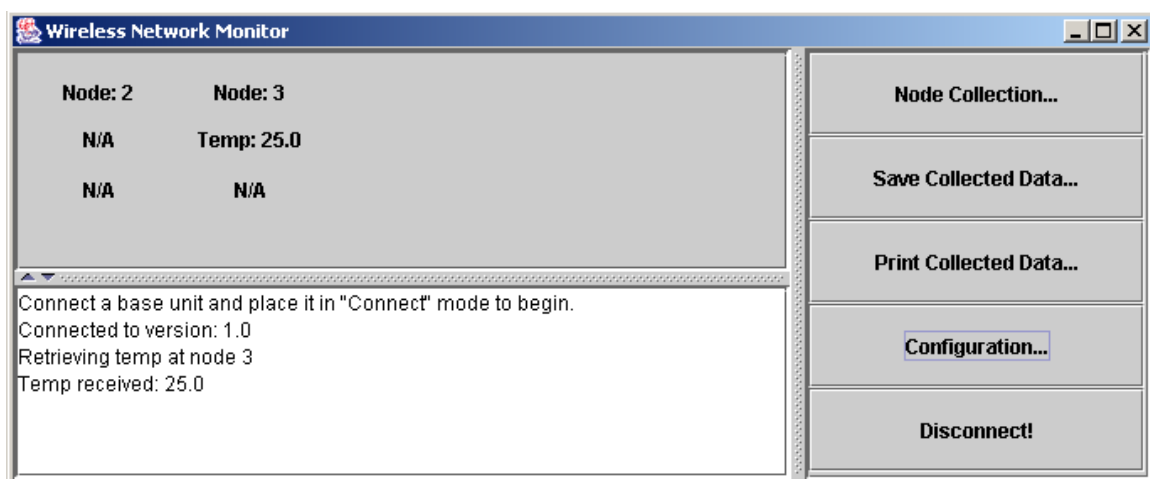 Wireless Network Monitor
Node: 2 Node: 3
N/A Temp: 25.0
N/A N/A
Connect a base unit and place it in "Connect" mode to begin.
Connected to version: 1.0
Retrieving temp at node 3
Temp received: 25.0
Node Collection...
Save Collected Data...
Print Collected Data...
Configuration...
Disconnect!